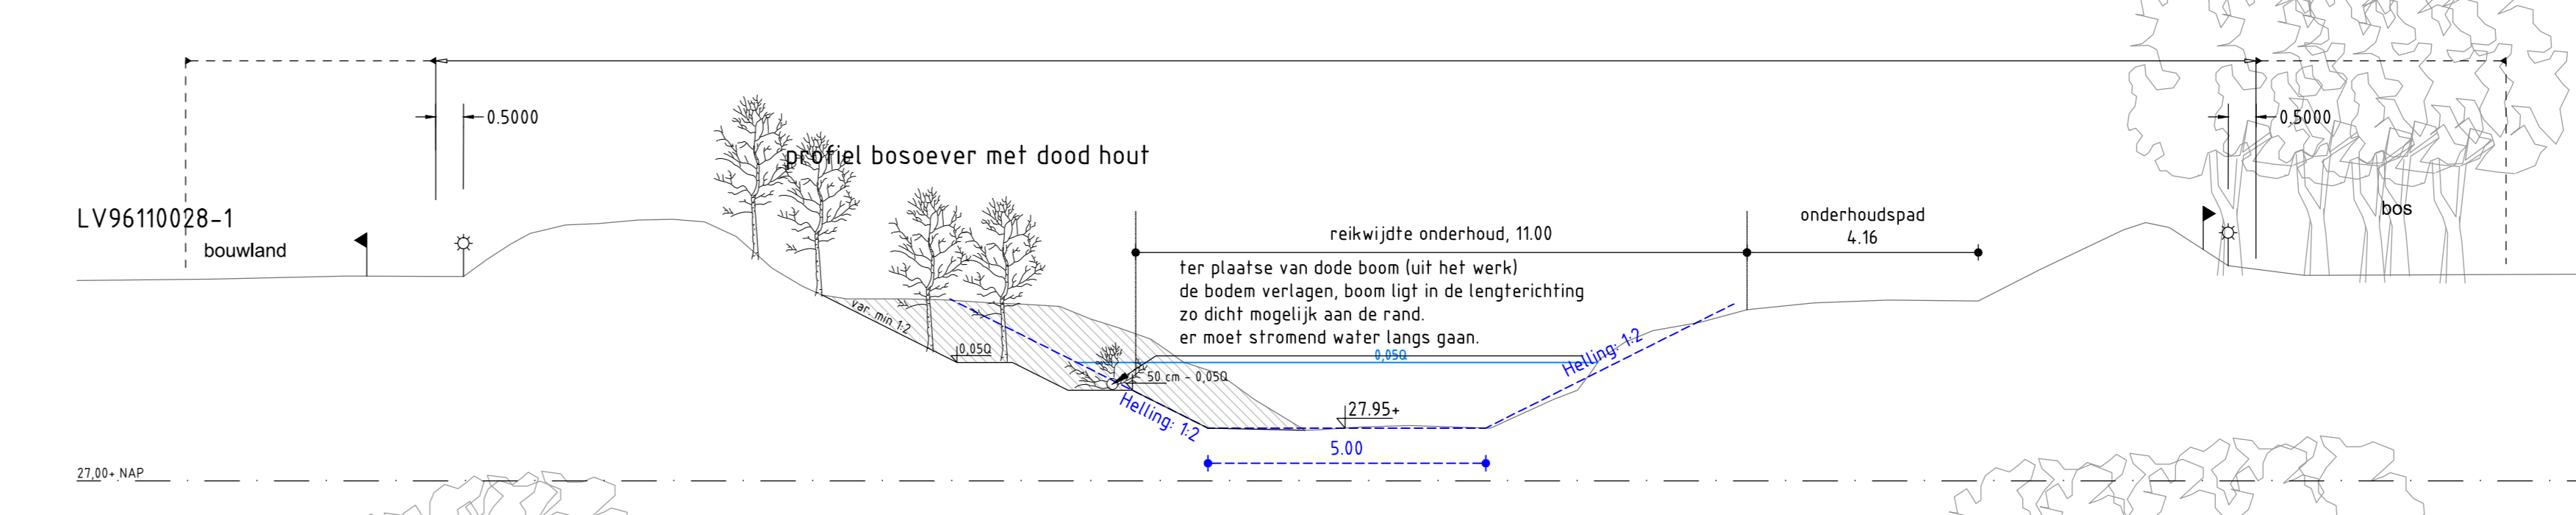 0.5000
0.5000
profiel bosoever met dood hout
LV96110028-1
bouwland
bos
onderhoudspad
4.16
reikwijdte onderhoud, 11.00
ter plaatse van dode boom (uit het werk)
de bodem verlagen, boom ligt in de lengterichting
zo dicht mogelijk aan de rand.
er moet stromend water langs gaan.
var. min 1:2
0,05Q
0,05Q
50 cm - 0,05Q
Helling: 1:2
Helling: 1:2
27.95+
5.00
27,00+ NAP